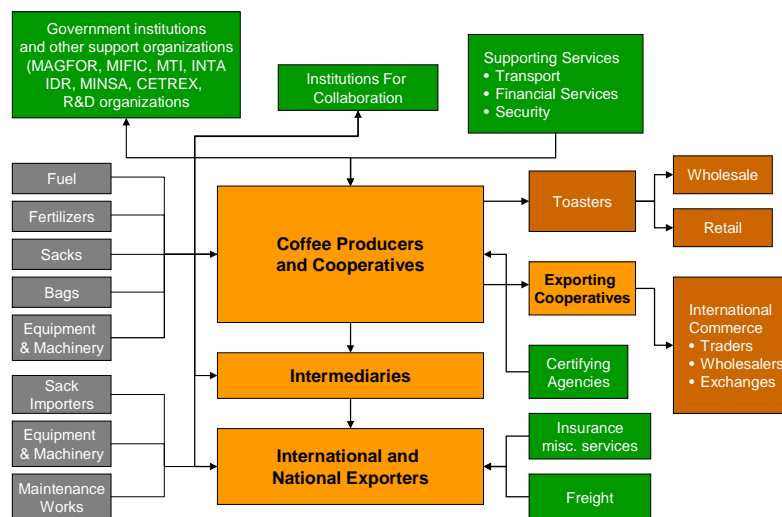 Government institutions
and other support organizations
(MAGFOR, MIFIC, MTI, INTA
IDR, MINSA, CETREX,
R&D organizations
Institutions For
Collaboration
Supporting Services
• Transport
• Financial Services
• Security
Fuel
Fertilizers
Sacks
Bags
Equipment
& Machinery
Sack
Importers
Equipment
& Machinery
Maintenance
Works
Coffee Producers
and Cooperatives
Intermediaries
International and
National Exporters
Toasters
Wholesale
Retail
Exporting
Cooperatives
International
Commerce
• Traders
• Wholesalers
• Exchanges
Certifying
Agencies
Insurance
misc. services
Freight